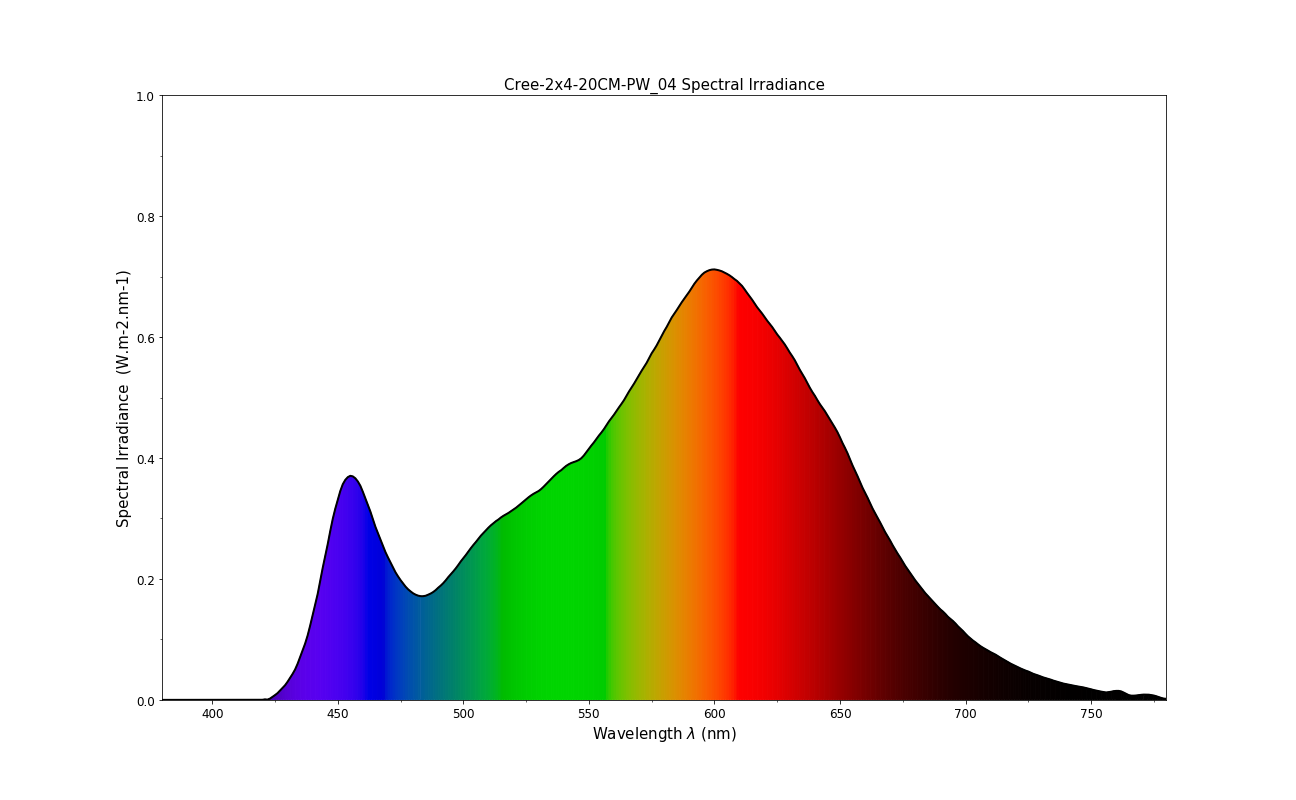 Cree-2x4-20CM-PW_04 Spectral Irradiance
1.0
0.8
0.6
0.4
0.2
0.0
Spectral Irradiance (W.m-2.nm-1)
400 450 500 550 600 650 700 750
Wavelength λ (nm)